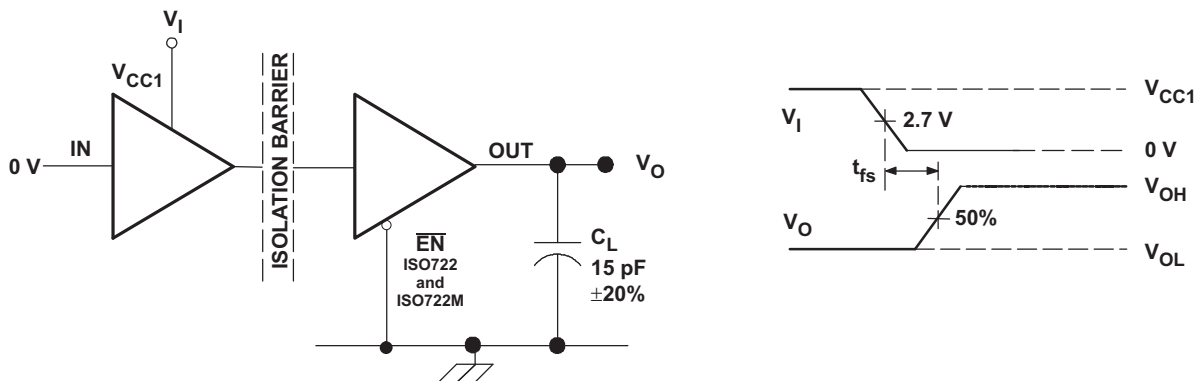 V_I
V_CC1
IN
0 V
ISOLATION BARRIER
OUT
V_O
EN
ISO722
and
ISO722M
C_L
15 pF
±20%
V_CC1
V_I
2.7 V
0 V
t_fs
V_OH
V_O
50%
V_OL